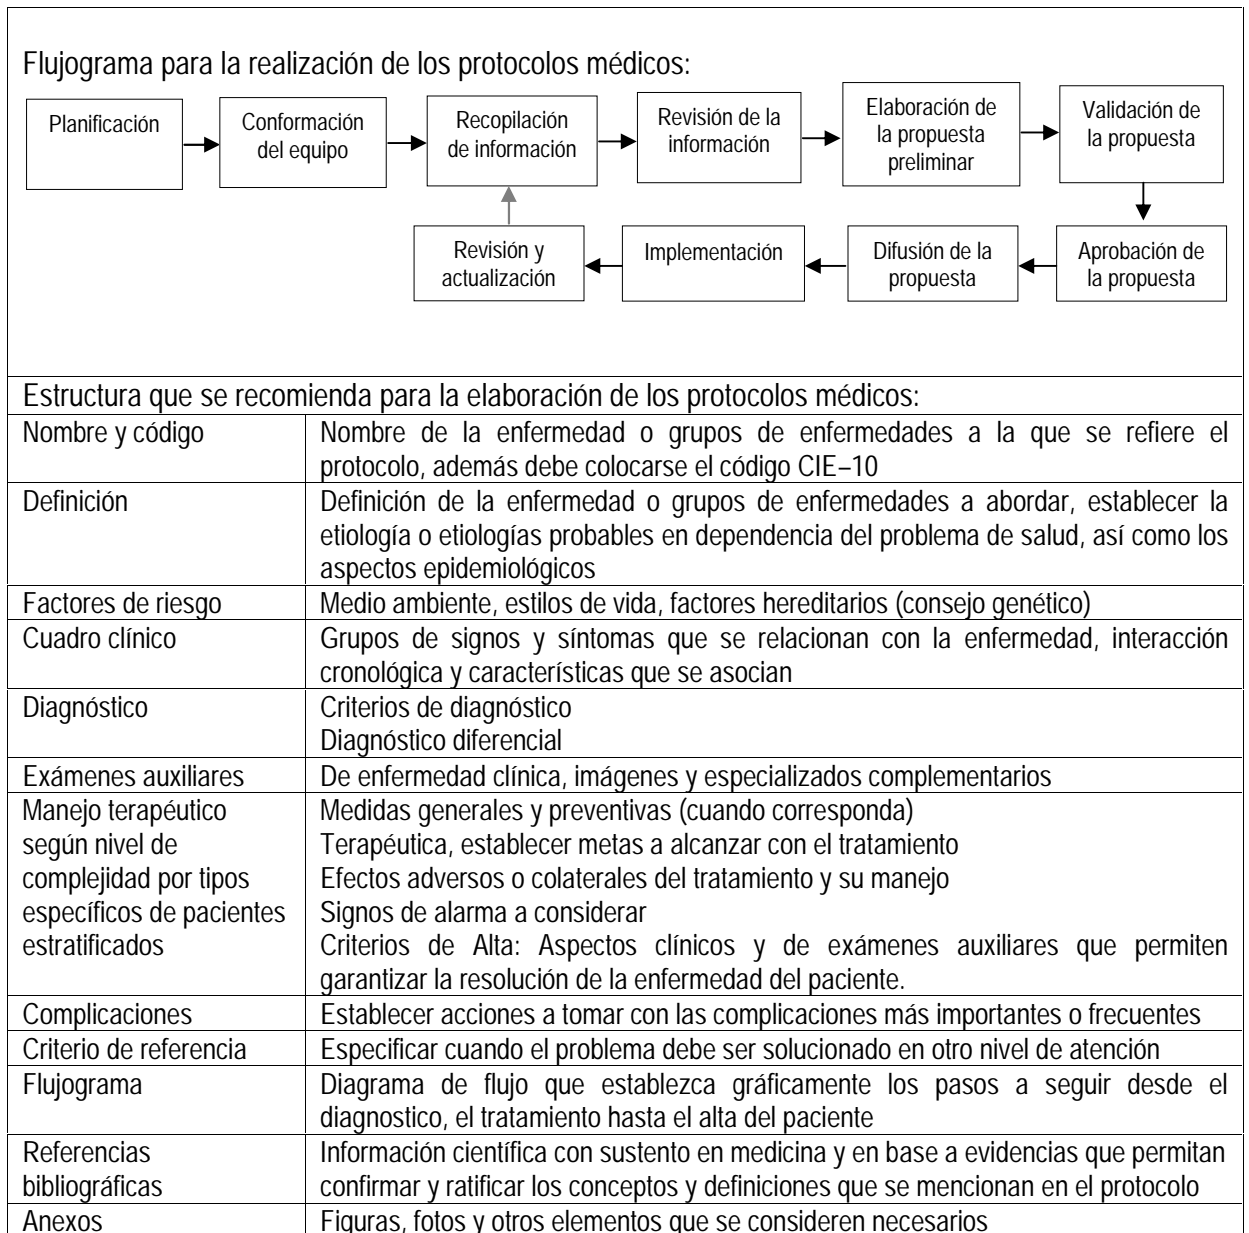 Flujograma para la realización de los protocolos médicos:
Planificación
Conformación
del equipo
Recopilación
de información
Revisión de la
información
Elaboración de
la propuesta
preliminar
Validación de
la propuesta
Revisión y
actualización
Implementación
Difusión de la
propuesta
Aprobación de
la propuesta
Estructura que se recomienda para la elaboración de los protocolos médicos:
Nombre y código
Nombre de la enfermedad o grupos de enfermedades a la que se refiere el
protocolo, además debe colocarse el código CIE–10
Definición
Definición de la enfermedad o grupos de enfermedades a abordar, establecer la
etiología o etiologías probables en dependencia del problema de salud, así como los
aspectos epidemiológicos
Factores de riesgo
Medio ambiente, estilos de vida, factores hereditarios (consejo genético)
Cuadro clínico
Grupos de signos y síntomas que se relacionan con la enfermedad, interacción
cronológica y características que se asocian
Diagnóstico
Criterios de diagnóstico
Diagnóstico diferencial
Exámenes auxiliares
De enfermedad clínica, imágenes y especializados complementarios
Manejo terapéutico
según nivel de
complejidad por tipos
específicos de pacientes
estratificados
Medidas generales y preventivas (cuando corresponda)
Terapéutica, establecer metas a alcanzar con el tratamiento
Efectos adversos o colaterales del tratamiento y su manejo
Signos de alarma a considerar
Criterios de Alta: Aspectos clínicos y de exámenes auxiliares que permiten
garantizar la resolución de la enfermedad del paciente.
Complicaciones
Establecer acciones a tomar con las complicaciones más importantes o frecuentes
Criterio de referencia
Especificar cuando el problema debe ser solucionado en otro nivel de atención
Flujograma
Diagrama de flujo que establezca gráficamente los pasos a seguir desde el
diagnostico, el tratamiento hasta el alta del paciente
Referencias
bibliográficas
Información científica con sustento en medicina y en base a evidencias que permitan
confirmar y ratificar los conceptos y definiciones que se mencionan en el protocolo
Anexos
Figuras, fotos y otros elementos que se consideren necesarios